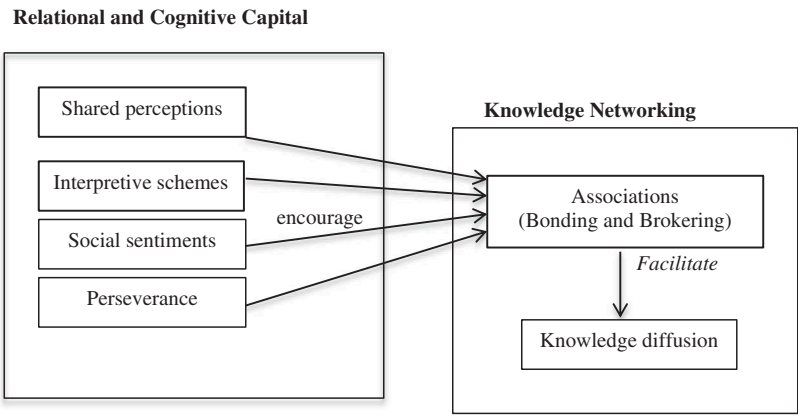 Relational and Cognitive Capital
Shared perceptions
Interpretive schemes
encourage
Social sentiments
Perseverance
Knowledge Networking
Associations
(Bonding and Brokering)
Facilitate
Knowledge diffusion